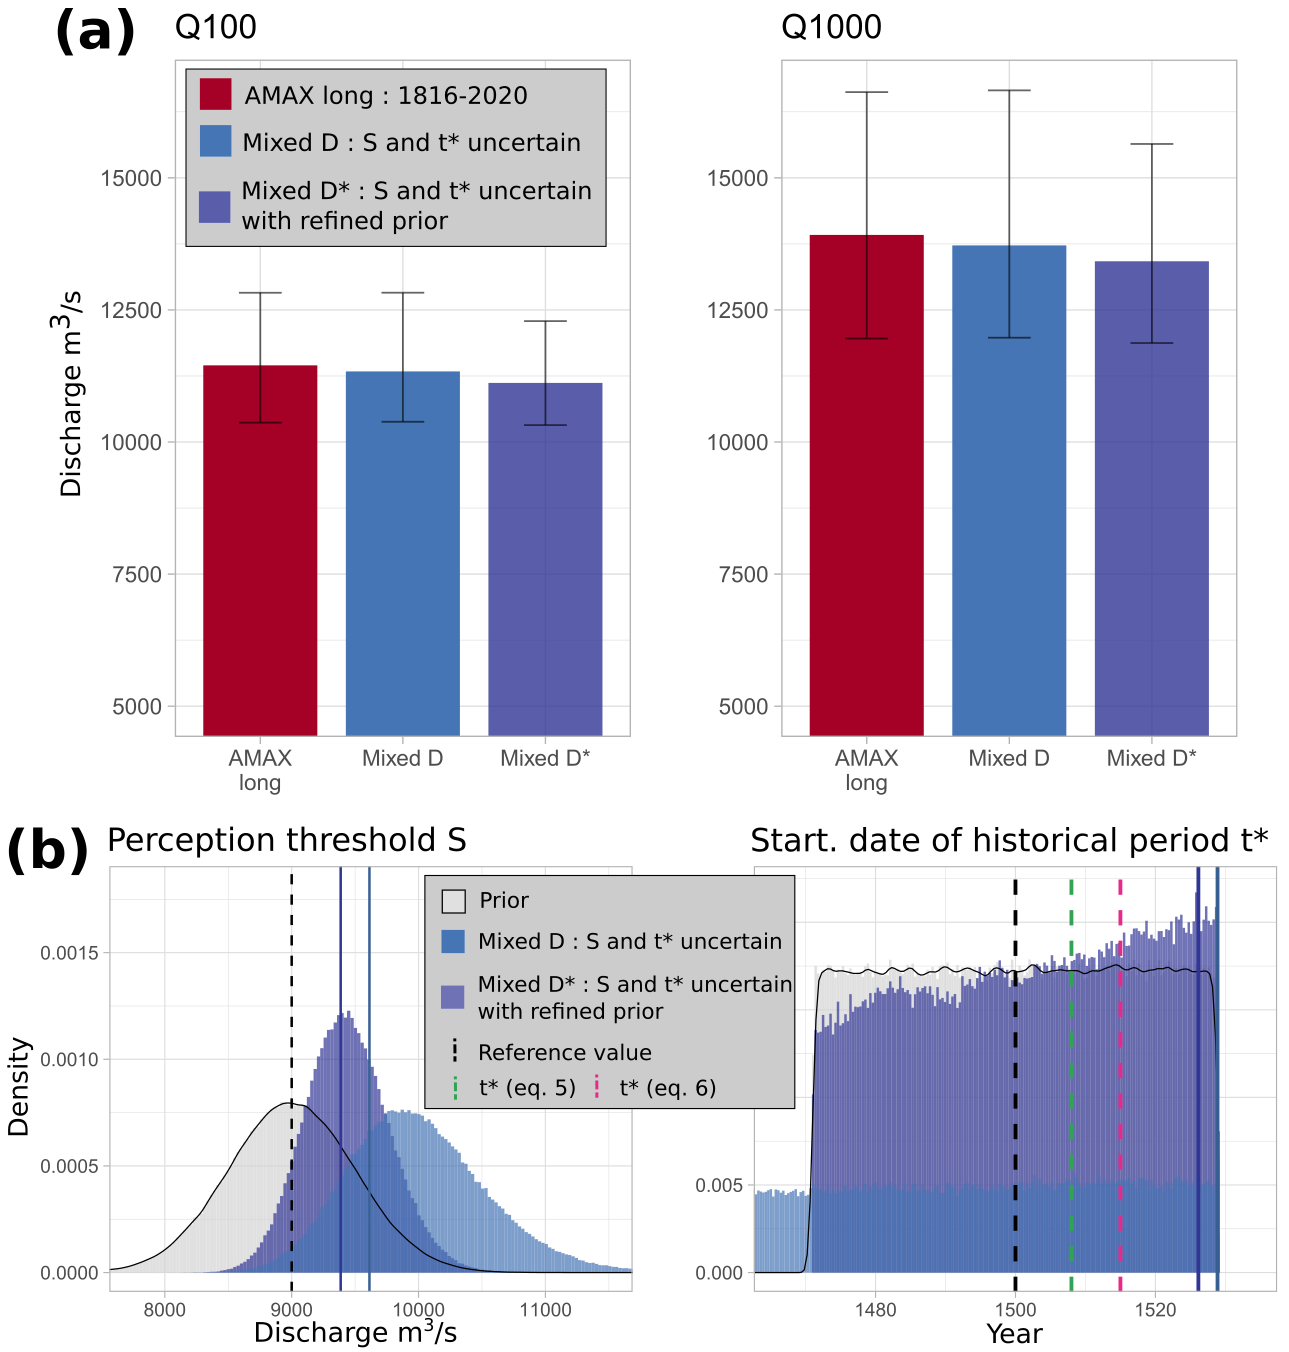 (a) Q100
Q1000
AMAX long : 1816-2020
Mixed D : S and t* uncertain
Mixed D* : S and t* uncertain
with refined prior
Discharge m³/s
15000
12500
10000
7500
5000
AMAX
long
Mixed D
Mixed D*
15000
12500
10000
7500
5000
AMAX
long
Mixed D
Mixed D*
(b) Perception threshold S
Start. date of historical period t*
Prior
Mixed D : S and t* uncertain
Mixed D* : S and t* uncertain
with refined prior
Reference value
t* (eq. 5) t* (eq. 6)
Density
0.0015
0.0010
0.0005
0.0000
8000 9000 10000 11000
Discharge m³/s
0.005
0.000
1480 1500 1520
Year